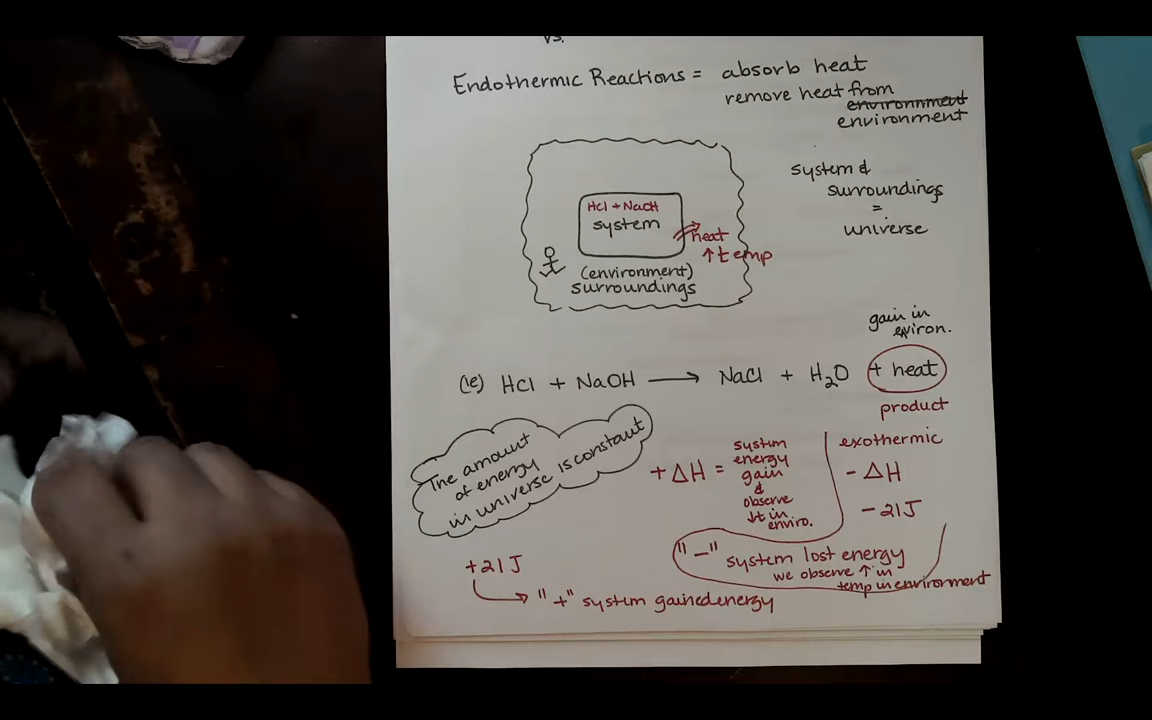 vs.
Endothermic Reactions = absorb heat
remove heat from
environment
environment
system &
surroundings
=
universe
HCl + NaOH
system
heat
↑ temp
(environment)
surroundings
gain in
environ.
(ie) HCl + NaOH → NaCl + H₂O + heat
product
The amount
of energy
in universe is constant
+ΔH = system
energy
gain
&
observe
↓t in
enviro.
exothermic
-ΔH
-21J
"-" system lost energy
we observe ↑ in
temp in environment
+21J
"+" system gained energy